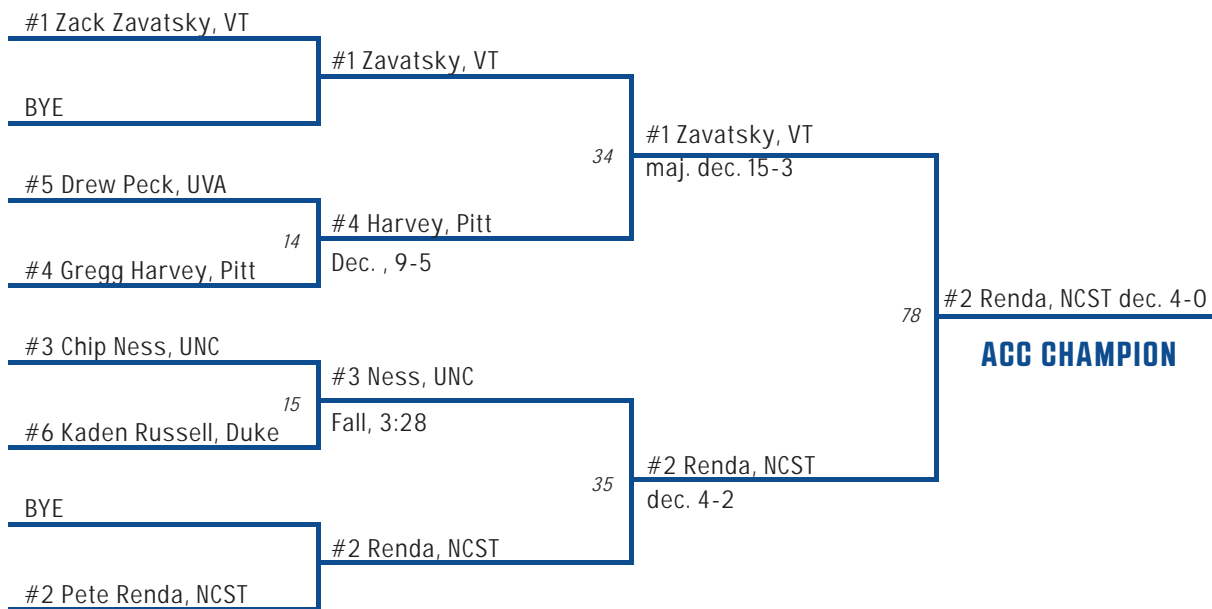 #1 Zack Zavatsky, VT
#1 Zavatsky, VT
BYE
#1 Zavatsky, VT
34
maj. dec. 15-3
#5 Drew Peck, UVA
#4 Harvey, Pitt
14
Dec. , 9-5
#4 Gregg Harvey, Pitt
#2 Renda, NCST dec. 4-0
78
ACC CHAMPION
#3 Chip Ness, UNC
#3 Ness, UNC
15
Fall, 3:28
#6 Kaden Russell, Duke
#2 Renda, NCST
35
dec. 4-2
BYE
#2 Renda, NCST
#2 Pete Renda, NCST